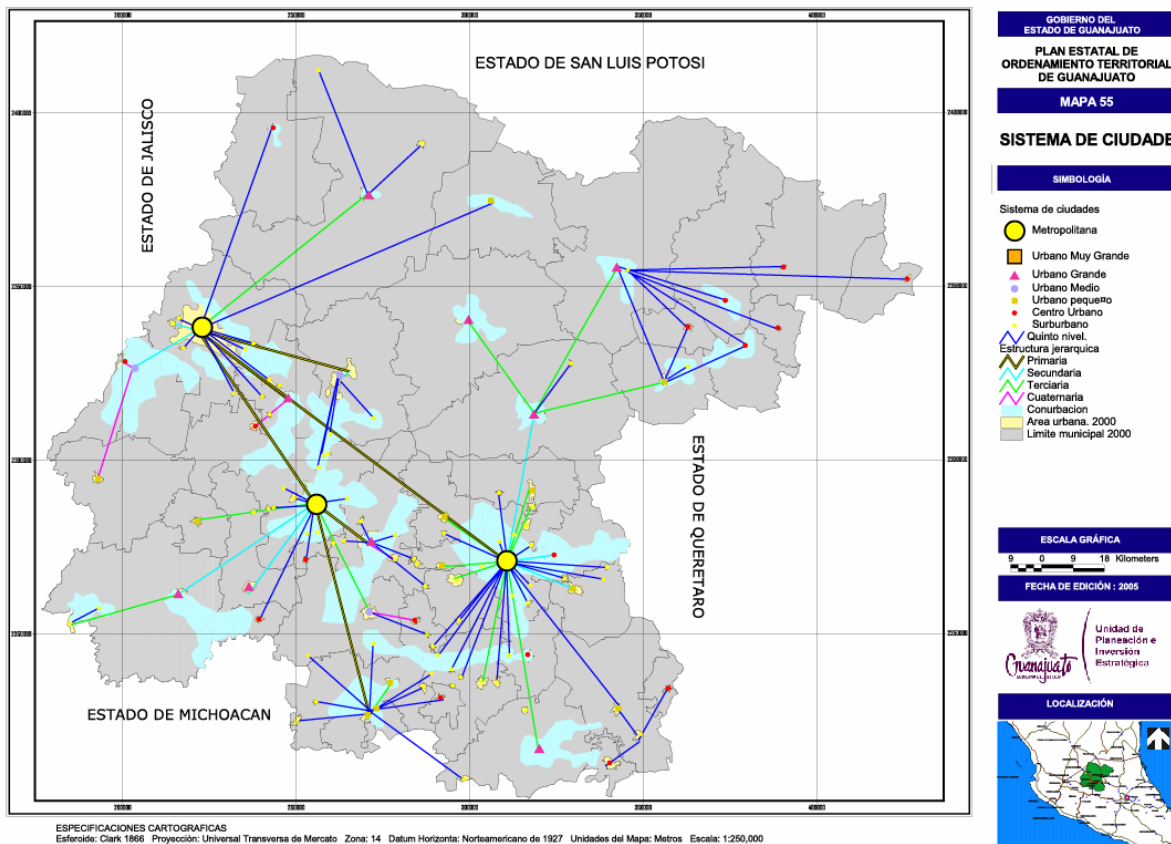 ESTADO DE SAN LUIS POTOSI
ESTADO DE JALISCO
ESTADO DE QUERETARO
ESTADO DE MICHOACAN
GOBIERNO DEL
ESTADO DE GUANAJUATO
PLAN ESTATAL DE
ORDENAMIENTO TERRITORIAL
DE GUANAJUATO
MAPA 55
SISTEMA DE CIUDADE
SIMBOLOGÍA
Sistema de ciudades
Metropolitana
Urbano Muy Grande
Urbano Grande
Urbano Medio
Urbano peque¤o
Centro Urbano
Surburbano
Quinto nivel.
Estructura jerarquica
Primaria
Secundaria
Terciaria
Cuaternaria
Conurbacion
Area urbana. 2000
Limite municipal 2000
ESCALA GRÁFICA
9 0 9 18 Kilometers
FECHA DE EDICIÓN : 2005
Guanajuato
Unidad de
Planeación e
Inversión
Estratégica
LOCALIZACIÓN
ESPECIFICACIONES CARTOGRAFICAS
Esferoide: Clark 1866 Proyección: Universal Transversa de Mercato Zona: 14 Datum Horizonta: Norteamericano de 1927 Unidades del Mapa: Metros Escala: 1:250,000